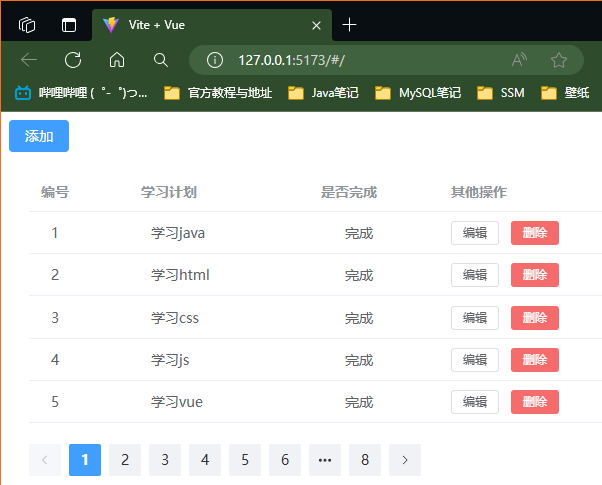 Vite + Vue
127.0.0.1:5173/#/
哔哩哔哩 (゜-゜)つ... 官方教程与地址 Java笔记 MySQL笔记 SSM 壁纸
添加
编号 学习计划 是否完成 其他操作
1 学习java 完成 编辑 删除
2 学习html 完成 编辑 删除
3 学习css 完成 编辑 删除
4 学习js 完成 编辑 删除
5 学习vue 完成 编辑 删除
1 2 3 4 5 6 ••• 8